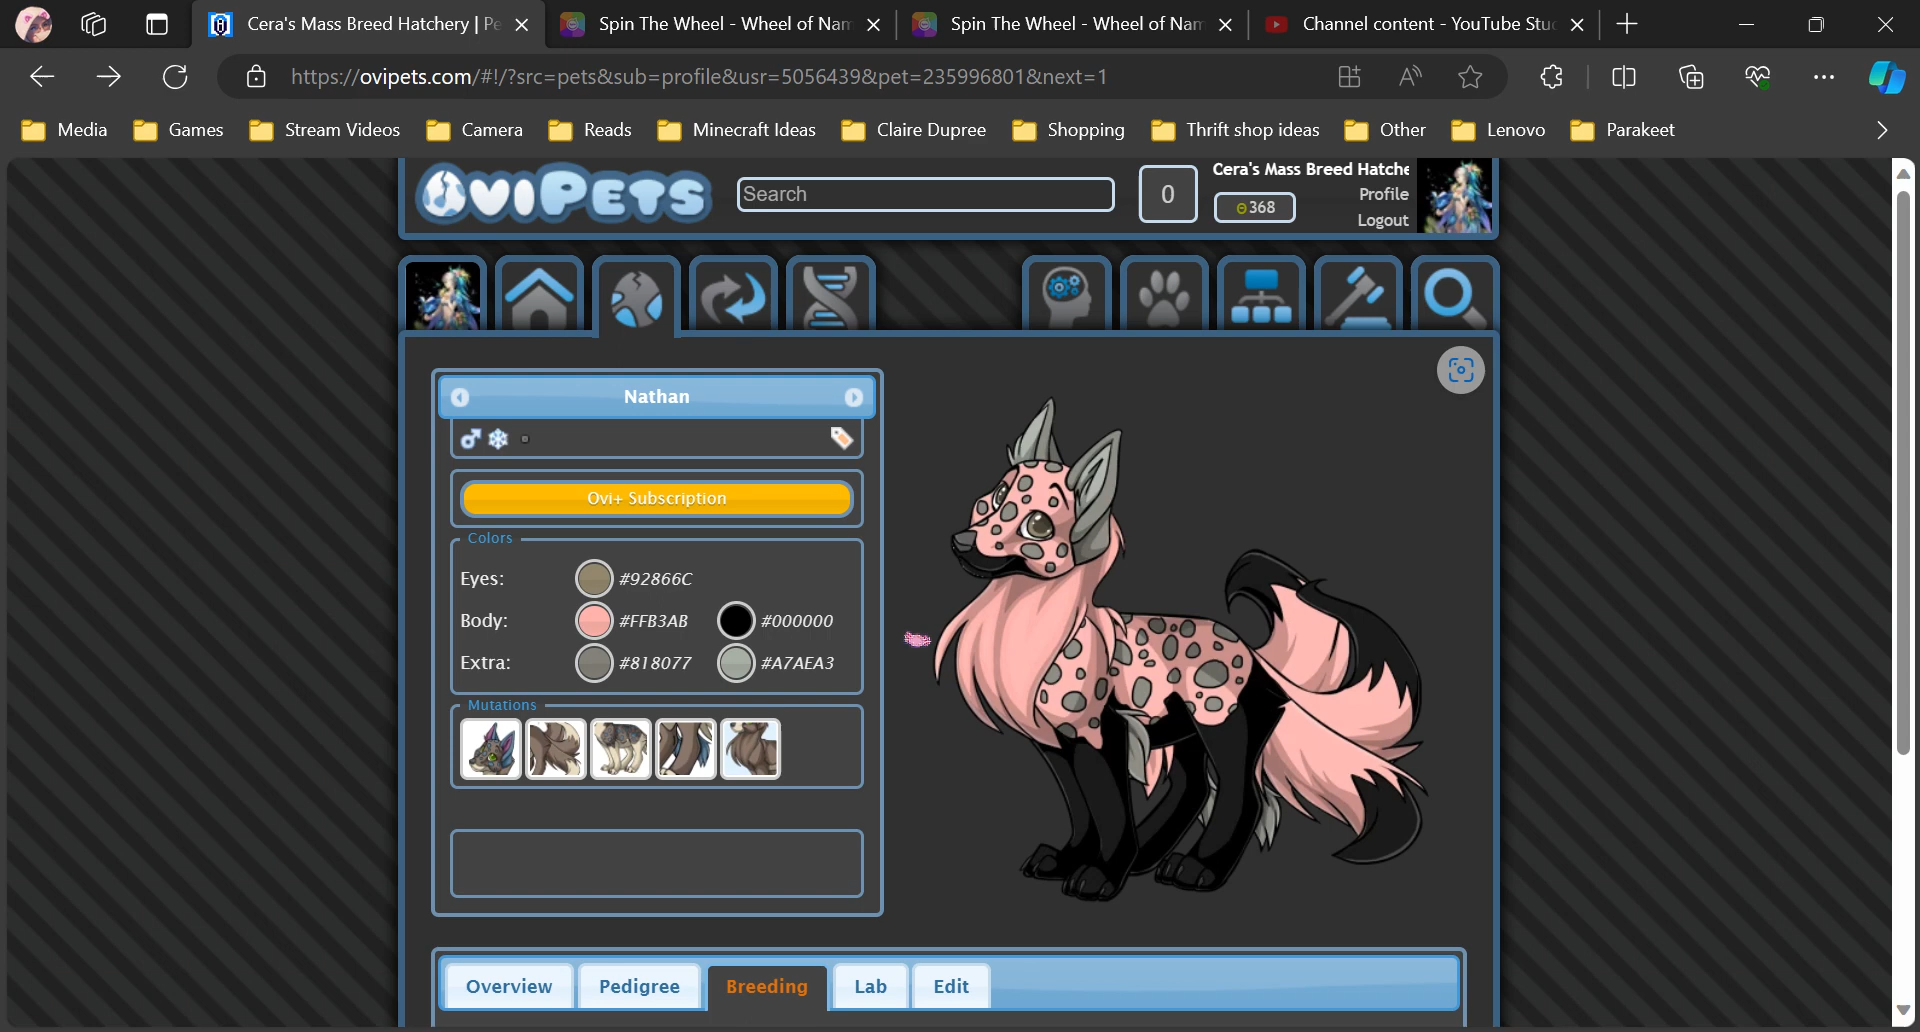 Cera's Mass Breed Hatchery | Pe
Spin The Wheel - Wheel of Nam
Spin The Wheel - Wheel of Nam
Channel content - YouTube Stu
https://ovipets.com/#!/?src=pets&sub=profile&usr=5056439&pet=235996801&next=1
Media
Games
Stream Videos
Camera
Reads
Minecraft Ideas
Claire Dupree
Shopping
Thrift shop ideas
Other
Lenovo
Parakeet
OviPets
Search
0
Cera's Mass Breed Hatche
368
Profile
Logout
Nathan
Ovi+ Subscription
Colors
Eyes: #92866C
Body: #FFB3AB #000000
Extra: #818077 #A7AEA3
Mutations
Overview
Pedigree
Breeding
Lab
Edit